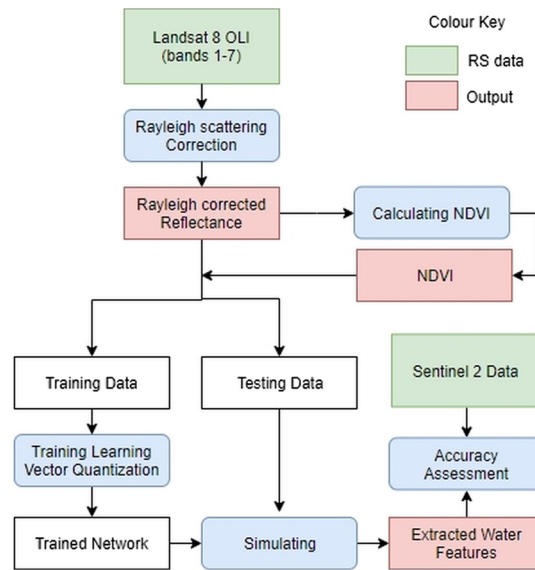 Landsat 8 OLI
(bands 1-7)
Colour Key
RS data
Output
Rayleigh scattering
Correction
Rayleigh corrected
Reflectance
Calculating NDVI
NDVI
Training Data
Testing Data
Sentinel 2 Data
Training Learning
Vector Quantization
Accuracy
Assessment
Trained Network
Simulating
Extracted Water
Features